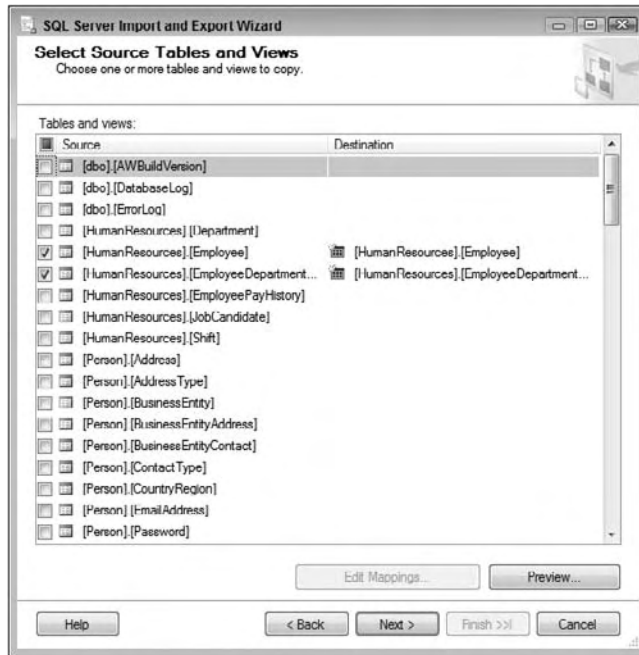 SQL Server Import and Export Wizard
Select Source Tables and Views
Choose one or more tables and views to copy.
Tables and views:
Source Destination
[dbo].[AWBuildVersion]
[dbo].[DatabaseLog]
[dbo].[ErrorLog]
[HumanResources].[Department]
[HumanResources].[Employee] [HumanResources].[Employee]
[HumanResources].[EmployeeDepartment... [HumanResources].[EmployeeDepartment...
[HumanResources].[EmployeePayHistory]
[HumanResources].[JobCandidate]
[HumanResources].[Shift]
[Person].[Address]
[Person].[AddressType]
[Person].[BusinessEntity]
[Person].[BusinessEntityAddress]
[Person].[BusinessEntityContact]
[Person].[ContactType]
[Person].[CountryRegion]
[Person].[EmailAddress]
[Person].[Password]
Edit Mappings... Preview...
Help < Back Next > Finish >>| Cancel